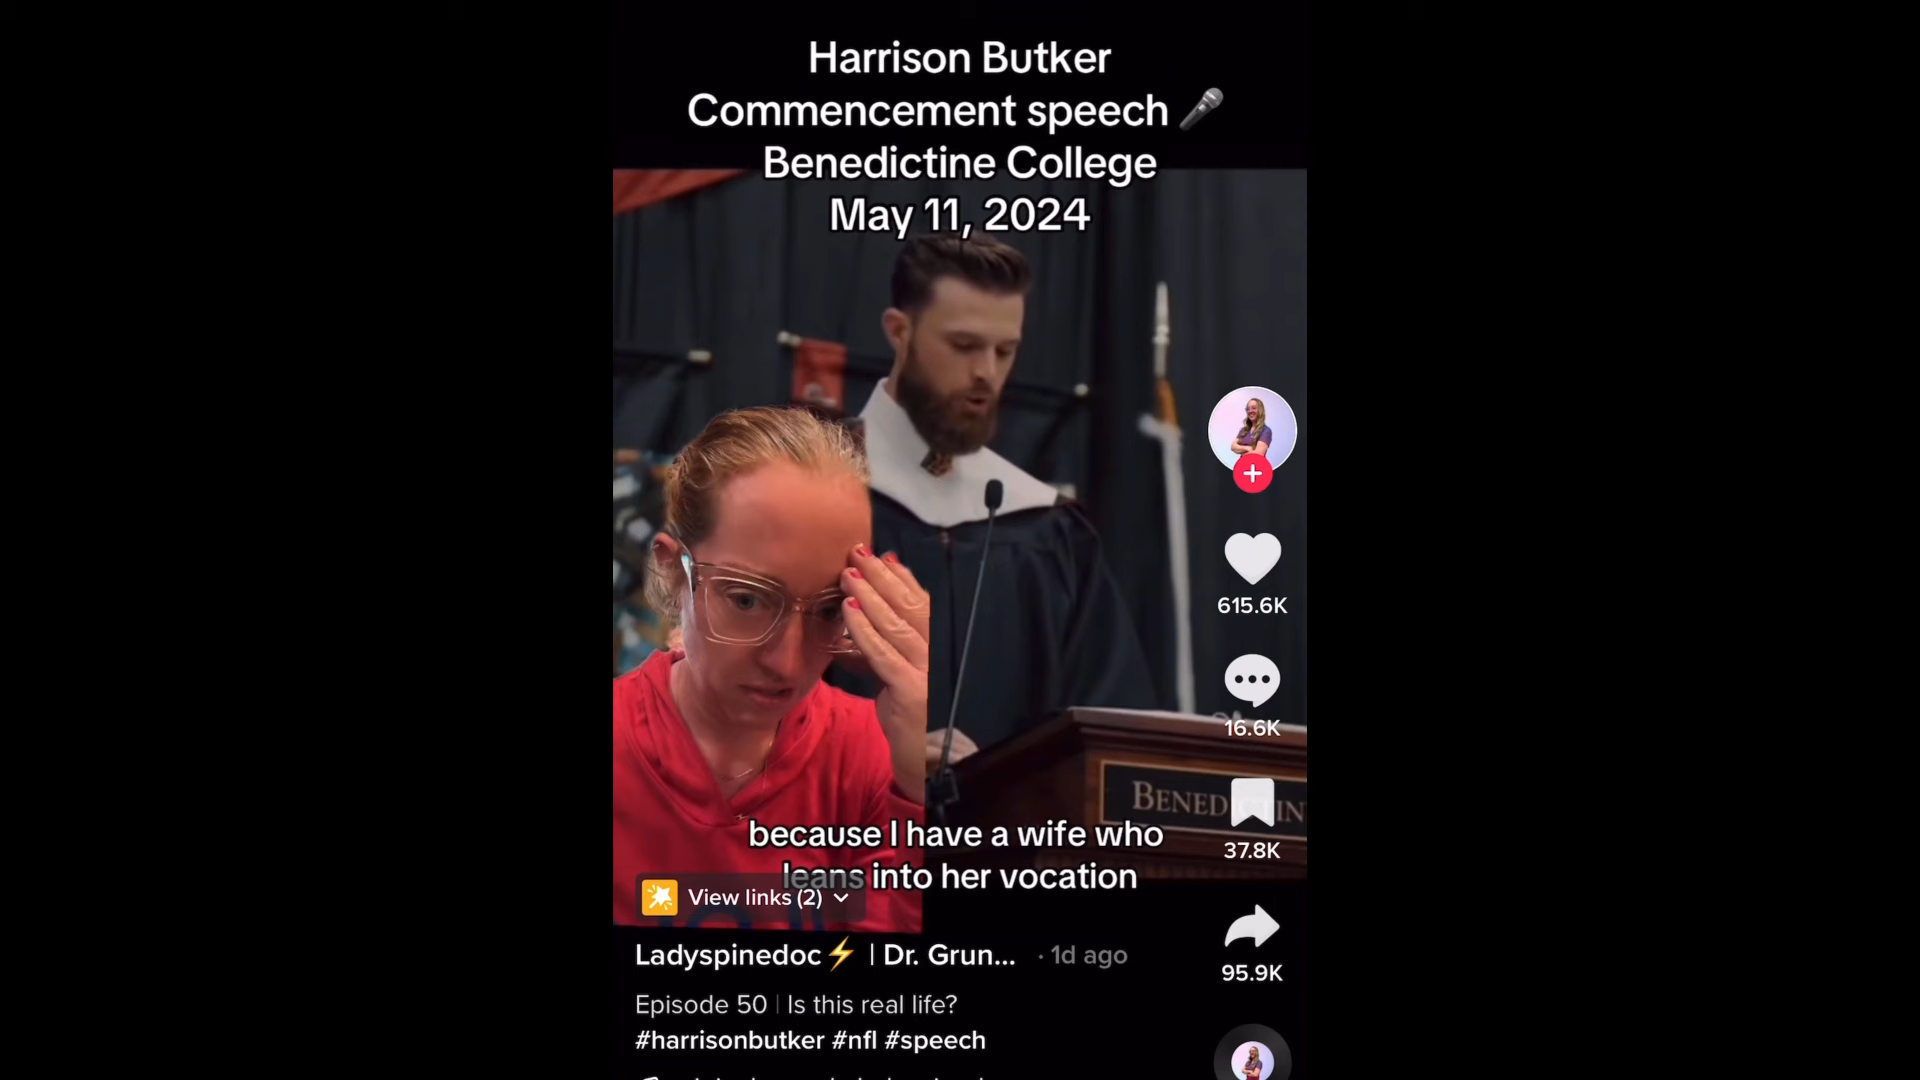 Harrison Butker
Commencement speech 🎤
Benedictine College
May 11, 2024
615.6K
16.6K
BENEDICTIN
37.8K
because I have a wife who
leans into her vocation
View links (2)
95.9K
Ladyspinedoc⚡ | Dr. Grun... · 1d ago
Episode 50 | Is this real life?
#harrisonbutker #nfl #speech